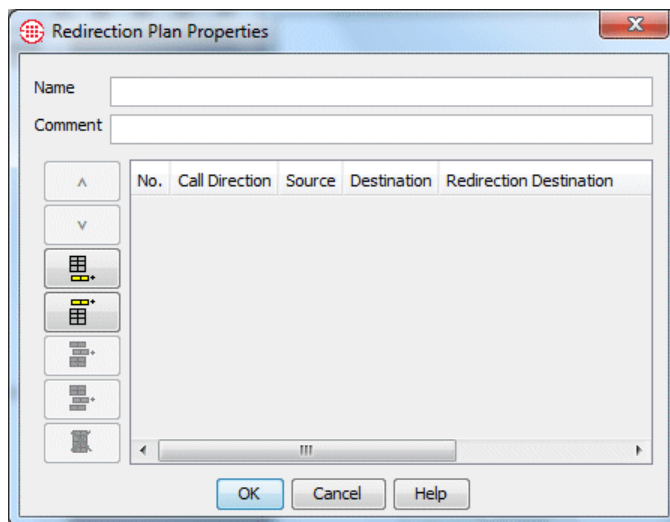 Redirection Plan Properties
Name
Comment
No. Call Direction Source Destination Redirection Destination
OK Cancel Help